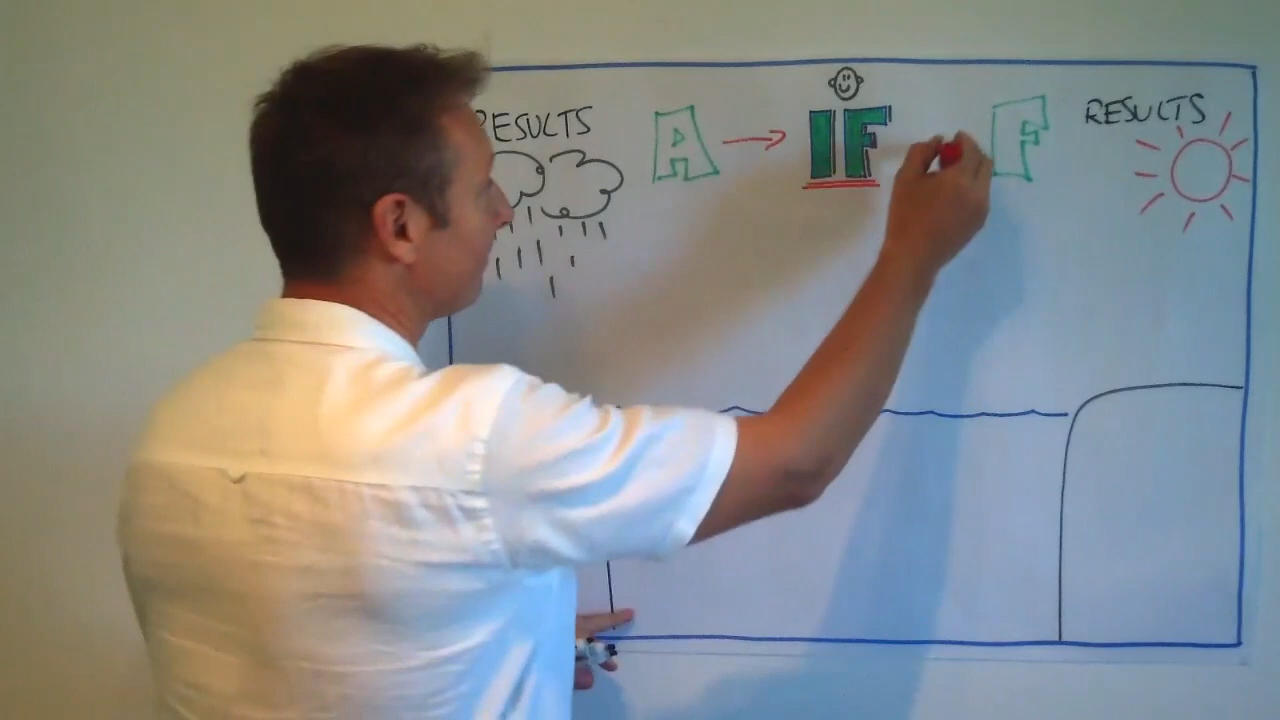 RESULTS A → IF F RESULTS